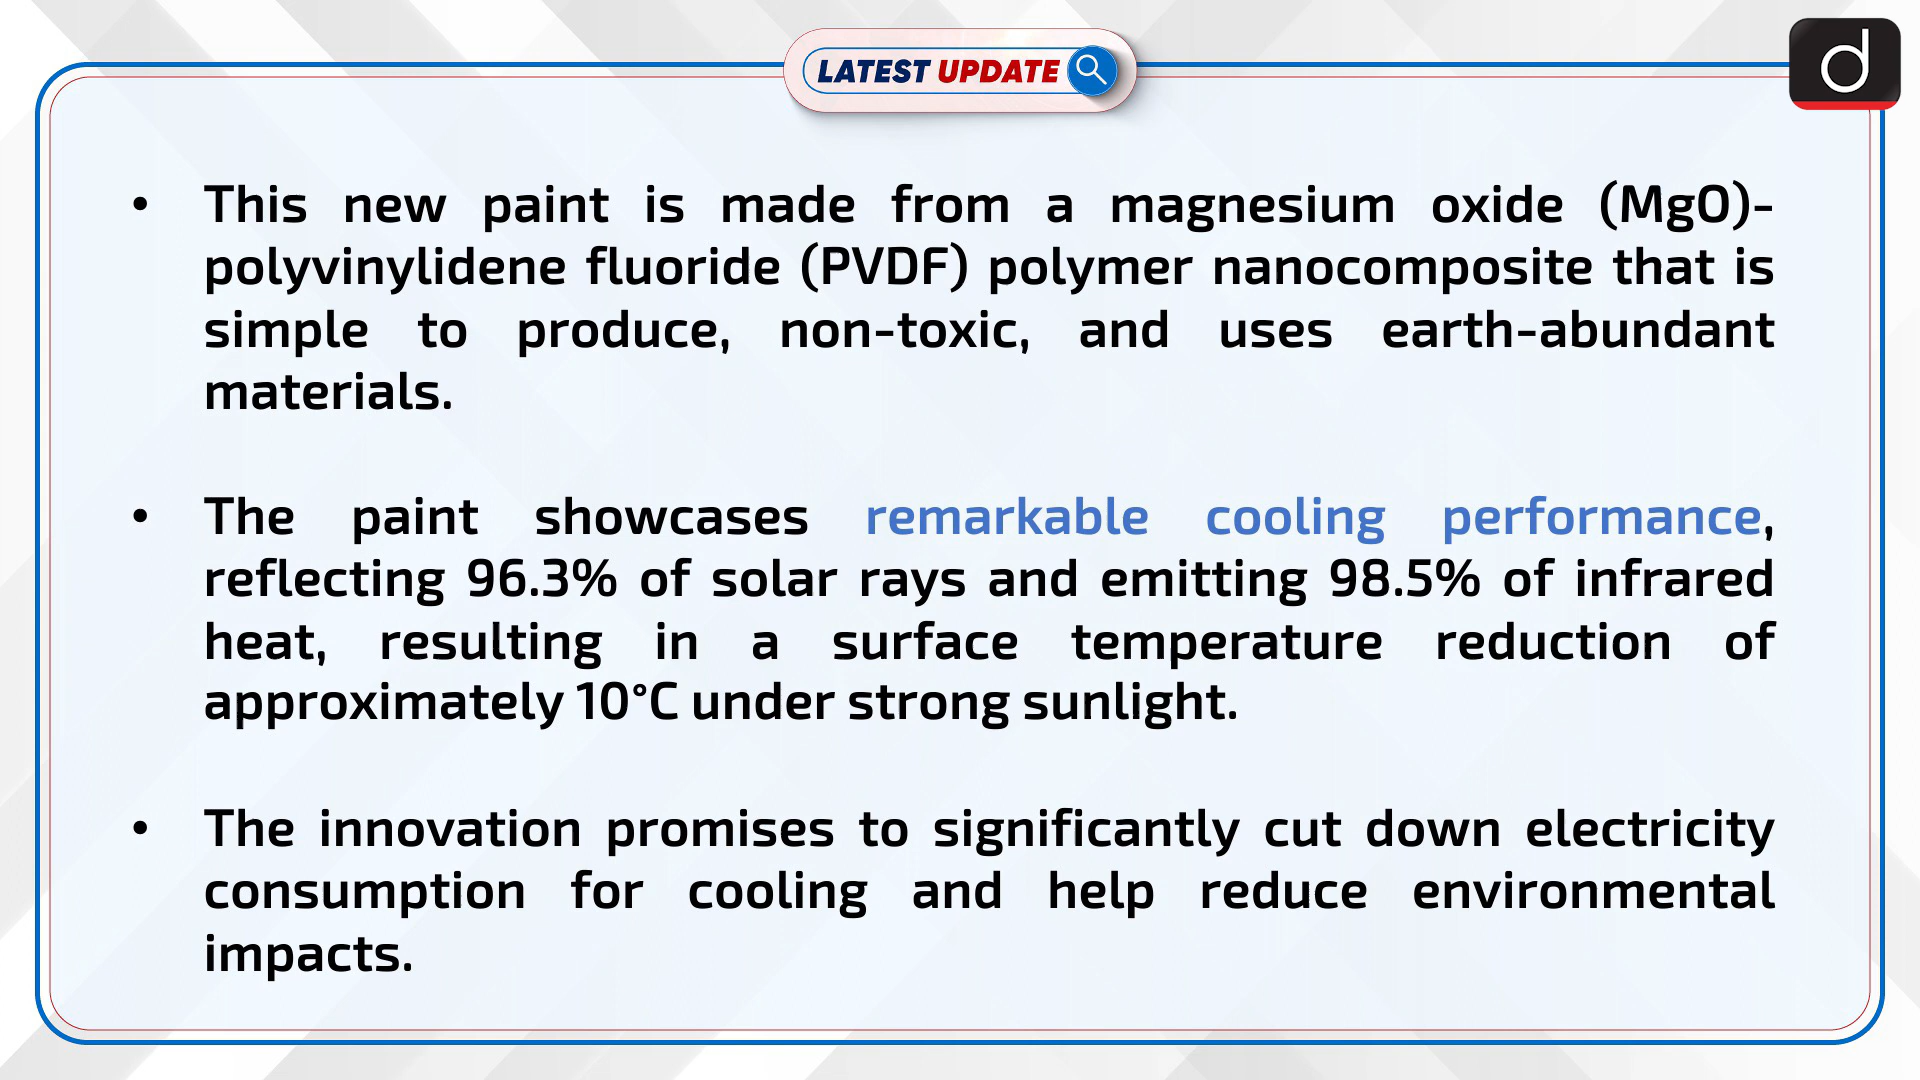 LATEST UPDATE
d
• This new paint is made from a magnesium oxide (MgO)-
polyvinylidene fluoride (PVDF) polymer nanocomposite that is
simple to produce, non-toxic, and uses earth-abundant
materials.
• The paint showcases remarkable cooling performance,
reflecting 96.3% of solar rays and emitting 98.5% of infrared
heat, resulting in a surface temperature reduction of
approximately 10°C under strong sunlight.
• The innovation promises to significantly cut down electricity
consumption for cooling and help reduce environmental
impacts.